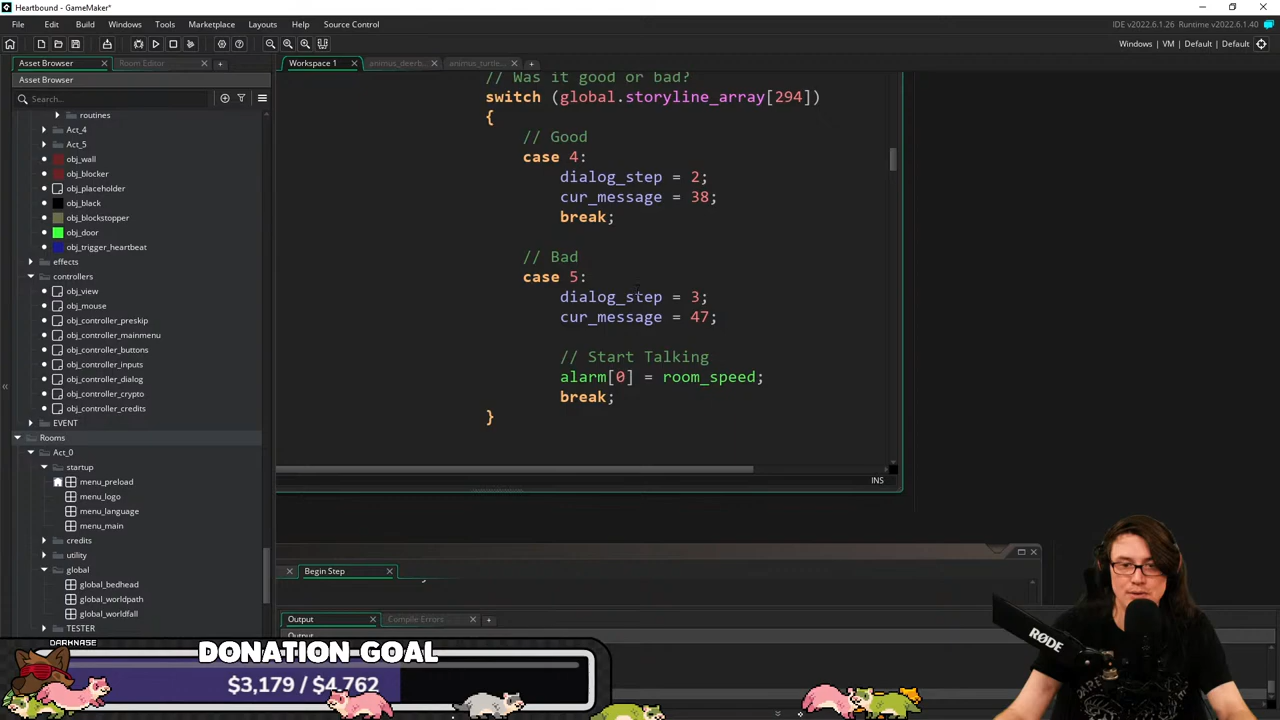 Heartbound - GameMaker*
File Edit Build Windows Tools Marketplace Layouts Help Source Control
IDE v2022.6.1.26 Runtime v2022.6.1.40
Windows | VM | Default | Default
Asset Browser Room Editor
Workspace 1 animus_deerb... animus_turtle...
Asset Browser
Search...
routines
Act_4
Act_5
obj_wall
obj_blocker
obj_placeholder
obj_black
obj_blockstopper
obj_door
obj_trigger_heartbeat
effects
controllers
obj_view
obj_mouse
obj_controller_preskip
obj_controller_mainmenu
obj_controller_buttons
obj_controller_inputs
obj_controller_dialog
obj_controller_crypto
obj_controller_credits
EVENT
Rooms
Act_0
startup
menu_preload
menu_logo
menu_language
menu_main
credits
utility
global
global_bedhead
global_worldpath
global_worldfall
TESTER
// Was it good or bad?
switch (global.storyline_array[294])
{
// Good
case 4:
dialog_step = 2;
cur_message = 38;
break;
// Bad
case 5:
dialog_step = 3;
cur_message = 47;
// Start Talking
alarm[0] = room_speed;
break;
}
INS
Begin Step
Output Compile Errors
Output
RØDE
DARKNASE
DONATION GOAL
$3,179 / $4,762